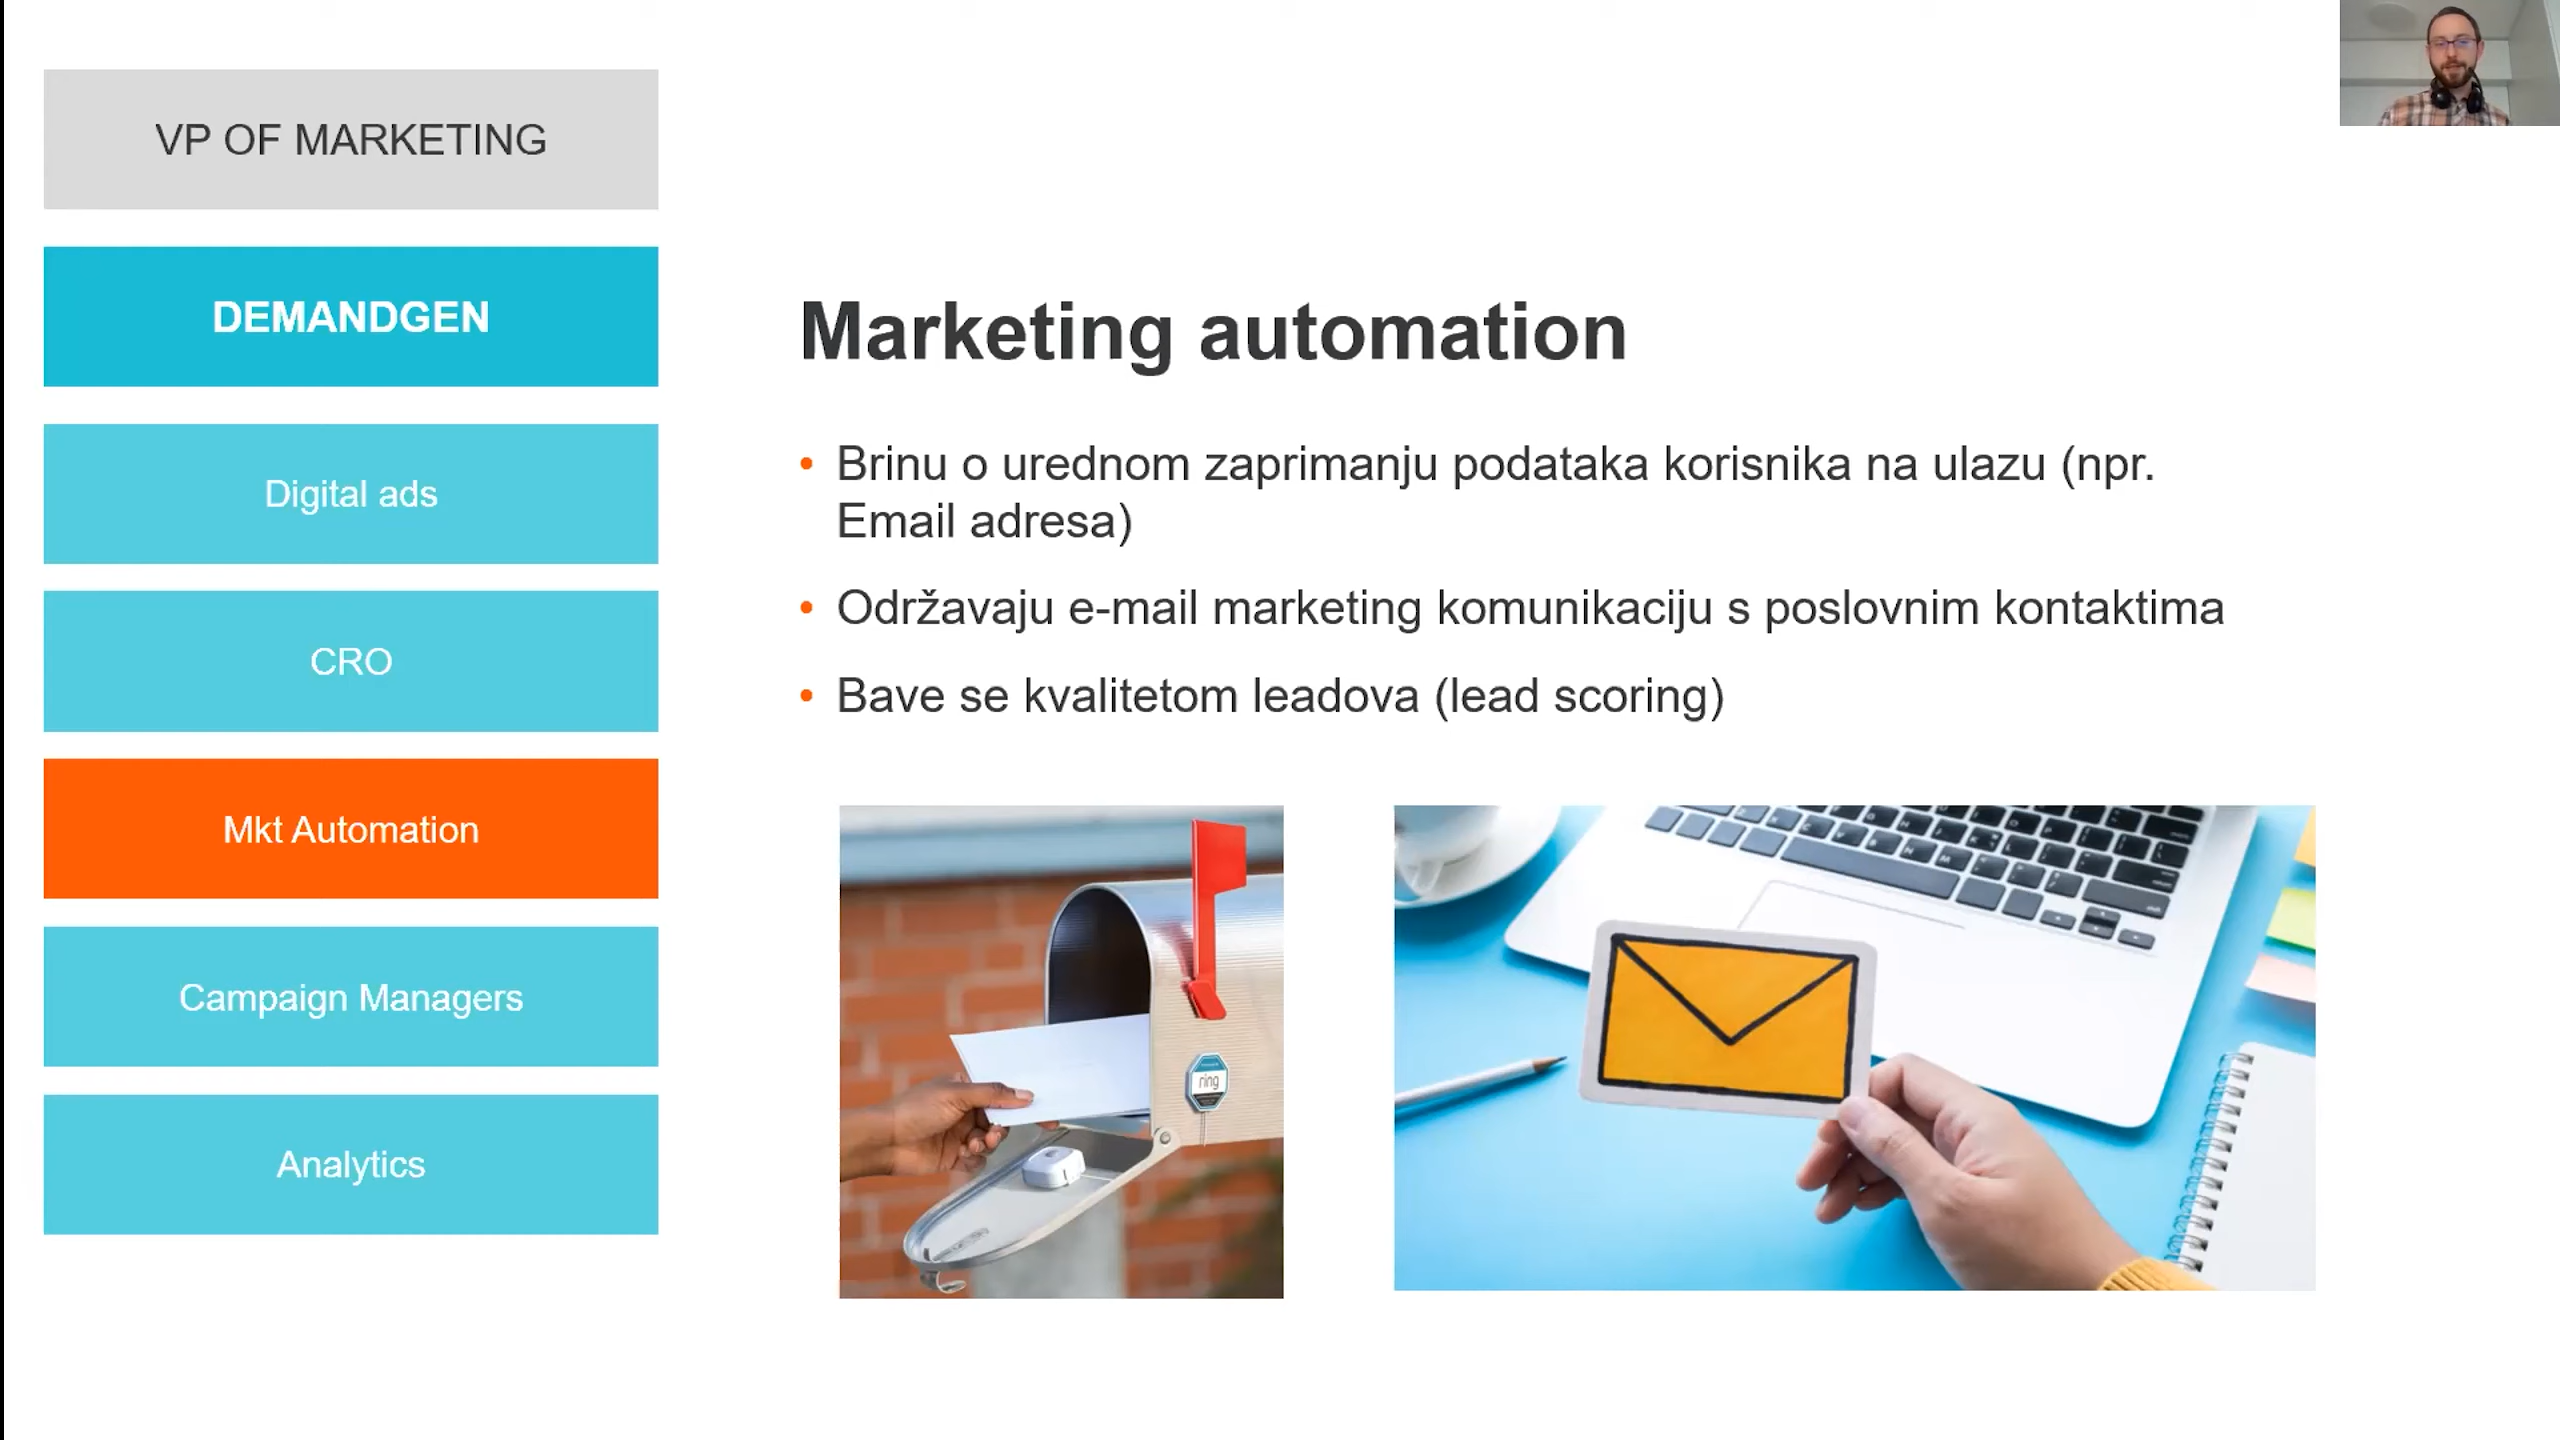 VP OF MARKETING
DEMANDGEN
Digital ads
CRO
Mkt Automation
Campaign Managers
Analytics
Marketing automation
• Brinu o urednom zaprimanju podataka korisnika na ulazu (npr.
Email adresa)
• Održavaju e-mail marketing komunikaciju s poslovnim kontaktima
• Bave se kvalitetom leadova (lead scoring)
ring